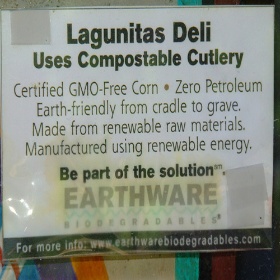 Lagunitas Deli
Uses Compostable Cutlery
Certified GMO-Free Corn • Zero Petroleum
Earth-friendly from cradle to grave.
Made from renewable raw materials.
Manufactured using renewable energy.
Be part of the solution
EARTHWARE
BIODEGRADABLES
For more info: www.earthwarebiodegradables.com